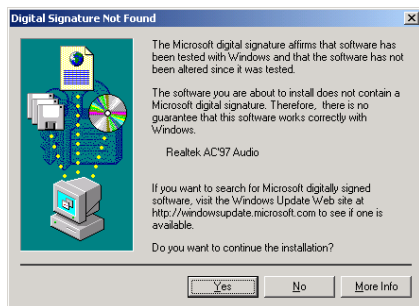 Digital Signature Not Found
The Microsoft digital signature affirms that software has
been tested with Windows and that the software has not
been altered since it was tested.
The software you are about to install does not contain a
Microsoft digital signature. Therefore, there is no
guarantee that this software works correctly with
Windows.
Realtek AC'97 Audio
If you want to search for Microsoft digitally signed
software, visit the Windows Update Web site at
http://windowsupdate.microsoft.com to see if one is
available.
Do you want to continue the installation?
Yes No More Info